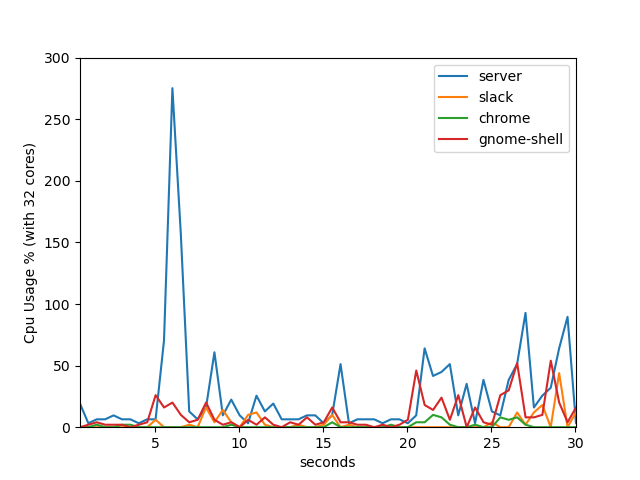 300
250
200
150
100
50
0
Cpu Usage % (with 32 cores)
server
slack
chrome
gnome-shell
5 10 15 20 25 30
seconds